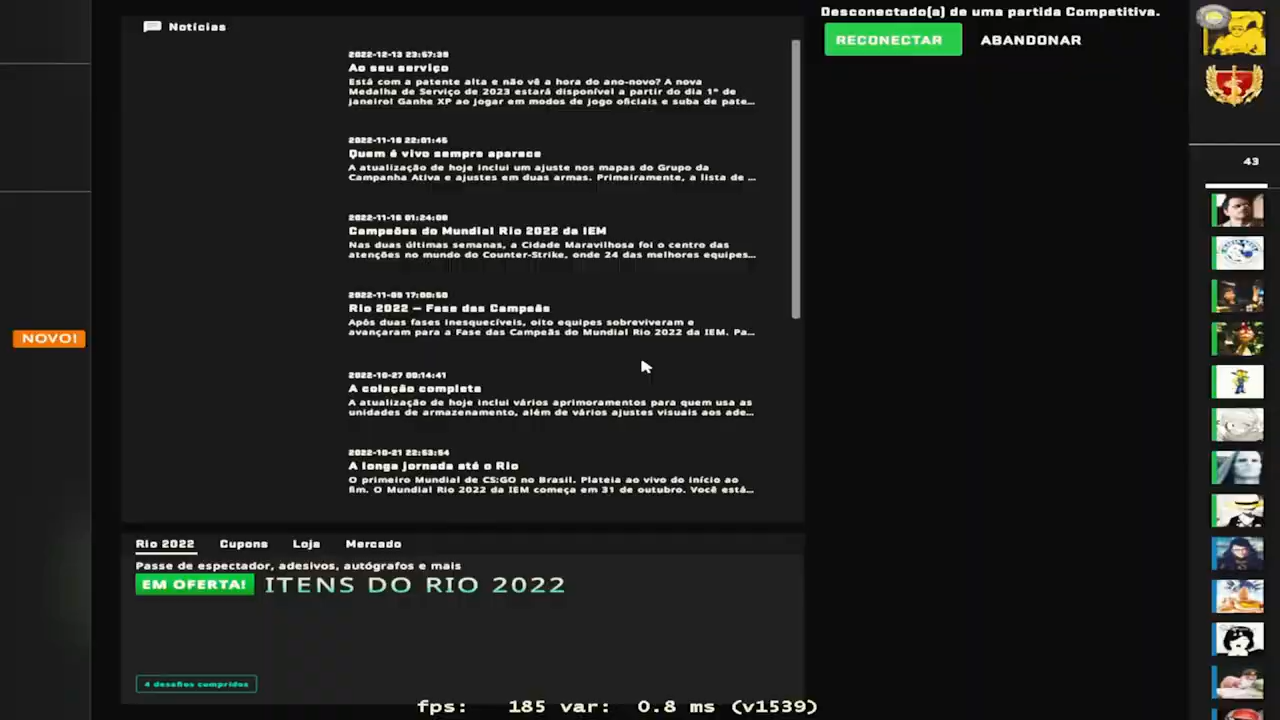 Notícias
2022-12-13 23:57:39
Ao seu serviço
Está com a patente alta e não vê a hora do ano-novo? A nova
Medalha de Serviço de 2023 estará disponível a partir do dia 1º de
janeiro! Ganhe XP ao jogar em modos de jogo oficiais e suba de pate...
2022-11-18 22:01:45
Quem é vivo sempre aparece
A atualização de hoje inclui um ajuste nos mapas do Grupo da
Campanha Ativa e ajustes em duas armas. Primeiramente, a lista de ...
2022-11-16 01:24:00
Campeões do Mundial Rio 2022 da IEM
Nas duas últimas semanas, a Cidade Maravilhosa foi o centro das
atenções no mundo do Counter-Strike, onde 24 das melhores equipes...
2022-11-09 17:00:50
Rio 2022 – Fase das Campeãs
Após duas fases inesquecíveis, oito equipes sobreviveram e
avançaram para a Fase das Campeãs do Mundial Rio 2022 da IEM. Pa...
2022-10-27 00:14:41
A coleção completa
A atualização de hoje inclui vários aprimoramentos para quem usa as
unidades de armazenamento, além de vários ajustes visuais aos ade...
2022-10-21 22:53:54
A longa jornada até o Rio
O primeiro Mundial de CS:GO no Brasil. Plateia ao vivo do início ao
fim. O Mundial Rio 2022 da IEM começa em 31 de outubro. Você está...
Desconectado(a) de uma partida Competitiva.
RECONECTAR ABANDONAR
43
NOVO!
Rio 2022 Cupons Loja Mercado
Passe de espectador, adesivos, autógrafos e mais
EM OFERTA! ITENS DO RIO 2022
4 desafios cumpridos
fps: 185 var: 0.8 ms (v1539)